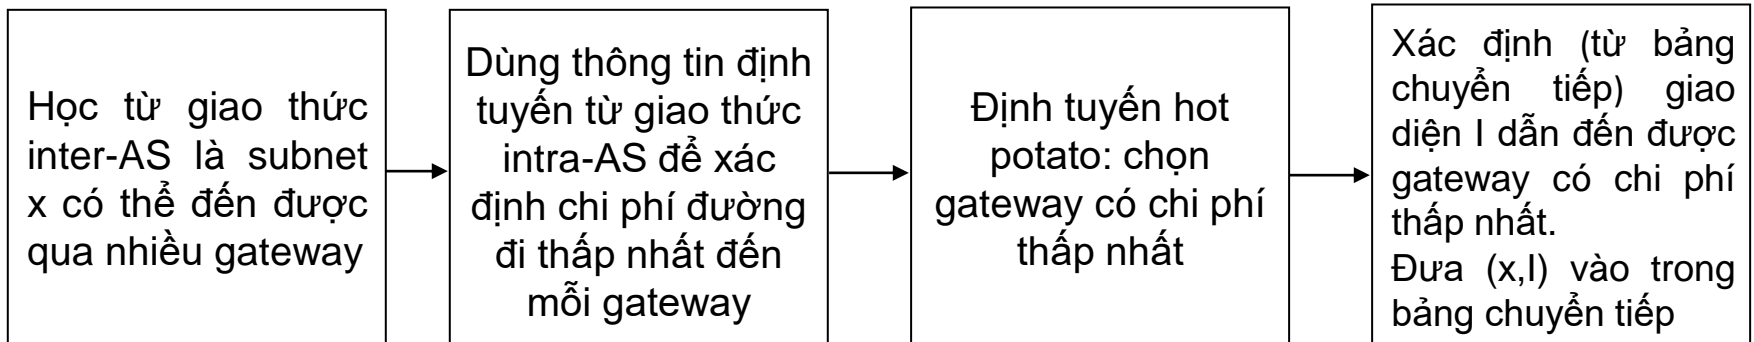 Học từ giao thức
inter-AS là subnet
x có thể đến được
qua nhiều gateway
Dùng thông tin định
tuyến từ giao thức
intra-AS để xác
định chi phí đường
đi thấp nhất đến
mỗi gateway
Định tuyến hot
potato: chọn
gateway có chi phí
thấp nhất
Xác định (từ bảng
chuyển tiếp) giao
diện I dẫn đến được
gateway có chi phí
thấp nhất.
Đưa (x,I) vào trong
bảng chuyển tiếp